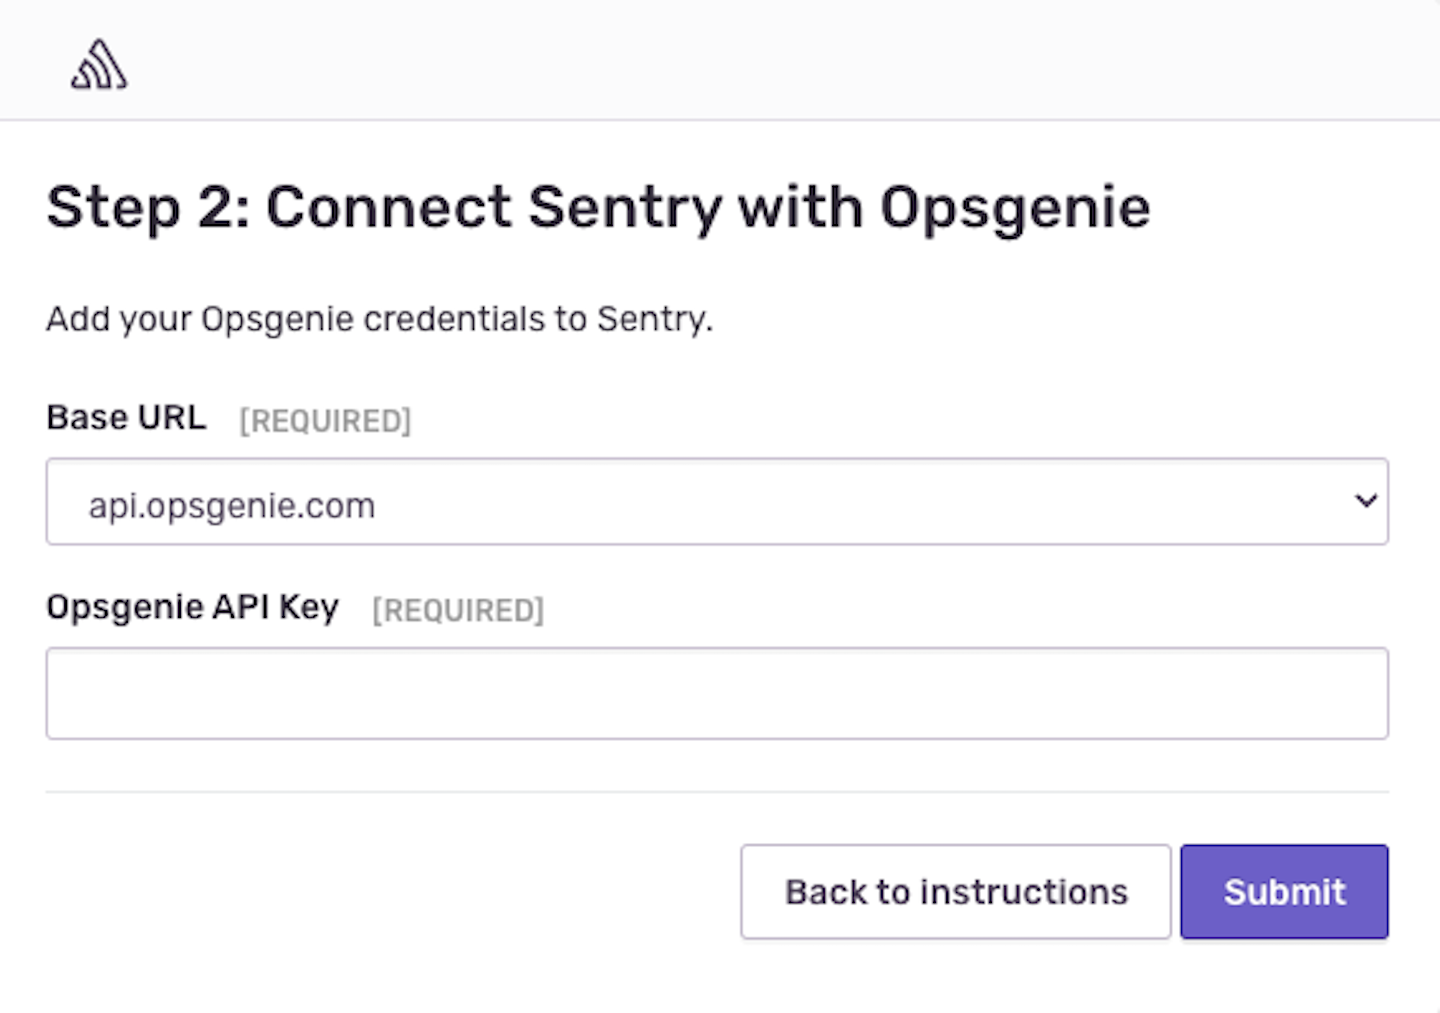 Step 2: Connect Sentry with Opsgenie
Add your Opsgenie credentials to Sentry.
Base URL [REQUIRED]
api.opsgenie.com
Opsgenie API Key [REQUIRED]
Back to instructions Submit